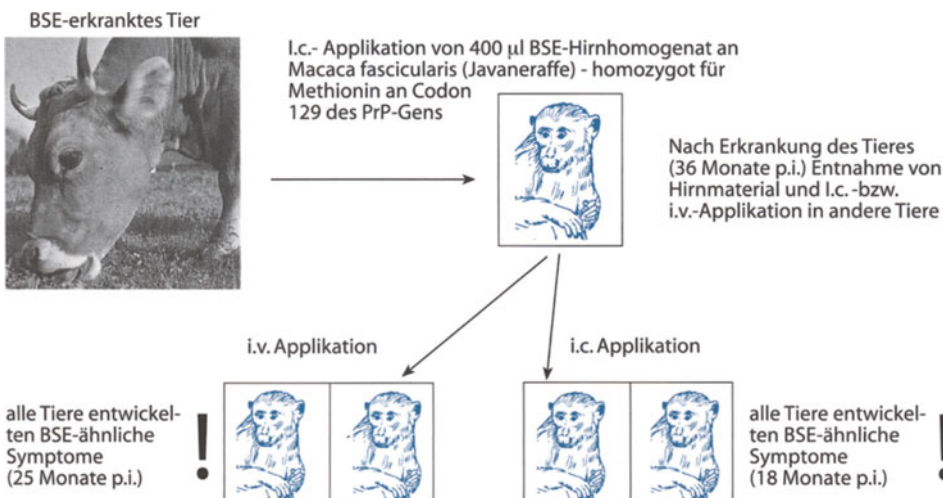 BSE-erkranktes Tier
I.c.- Applikation von 400 µl BSE-Hirnhomogenat an
Macaca fascicularis (Javaneraffe) - homozygot für
Methionin an Codon
129 des PrP-Gens
Nach Erkrankung des Tieres
(36 Monate p.i.) Entnahme von
Hirnmaterial und I.c.-bzw.
i.v.-Applikation in andere Tiere
i.v. Applikation
i.c. Applikation
alle Tiere entwickel-
ten BSE-ähnliche
Symptome
(25 Monate p.i.)
!
alle Tiere entwickel-
ten BSE-ähnliche
Symptome
(18 Monate p.i.)
!